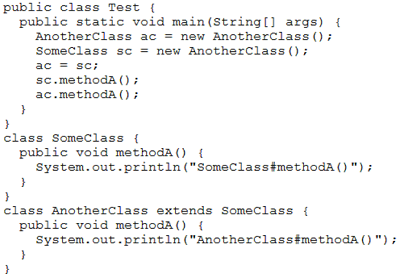 public class Test {
  public static void main(String[] args) {
    AnotherClass ac = new AnotherClass();
    SomeClass sc = new AnotherClass();
    ac = sc;
    sc.methodA();
    ac.methodA();
  }
}
class SomeClass {
  public void methodA() {
    System.out.println("SomeClass#methodA()");
  }
}
class AnotherClass extends SomeClass {
  public void methodA() {
    System.out.println("AnotherClass#methodA()");
  }
}